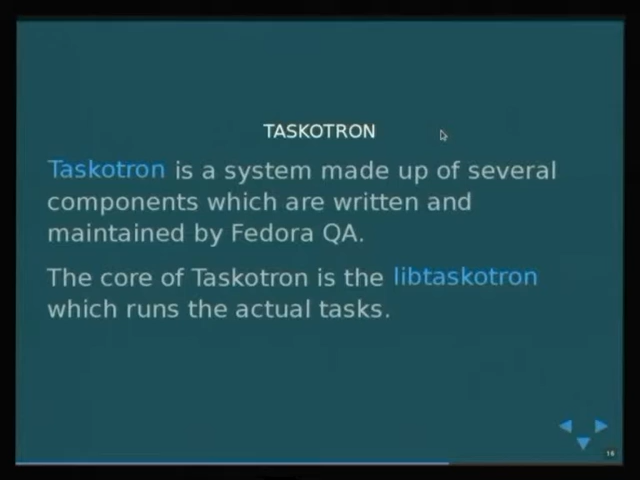 TASKOTRON
Taskotron is a system made up of several
components which are written and
maintained by Fedora QA.
The core of Taskotron is the libtaskotron
which runs the actual tasks.
16